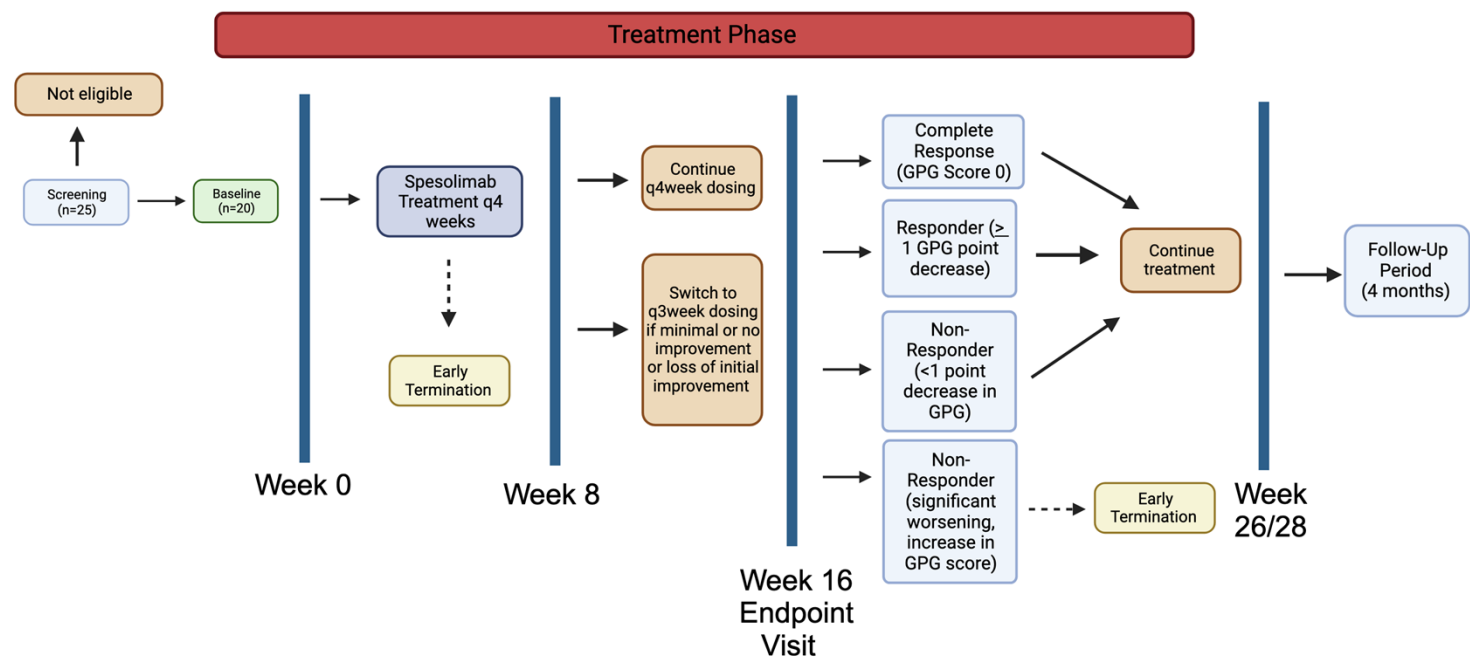 Treatment Phase
Not eligible
Screening
(n=25)
Baseline
(n=20)
Week 0
Spesolimab
Treatment q4
weeks
Early
Termination
Week 8
Continue
q4week dosing
Switch to
q3week dosing
if minimal or no
improvement
or loss of initial
improvement
Week 16
Endpoint
Visit
Complete
Response
(GPG Score 0)
Responder (≥
1 GPG point
decrease)
Non-
Responder
(<1 point
decrease in
GPG)
Non-
Responder
(significant
worsening,
increase in
GPG score)
Continue
treatment
Early
Termination
Week
26/28
Follow-Up
Period
(4 months)